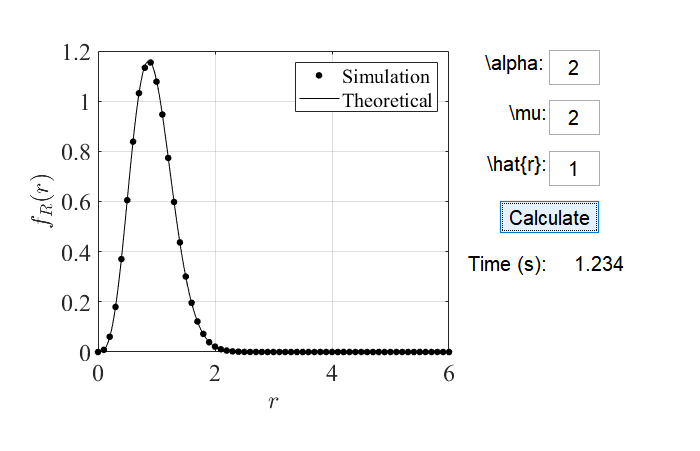 1.2
1
0.8
0.6
0.4
0.2
0
0 2 4 6
f_R(r)
r
Simulation
Theoretical
\alpha: 2
\mu: 2
\hat{r}: 1
Calculate
Time (s): 1.234